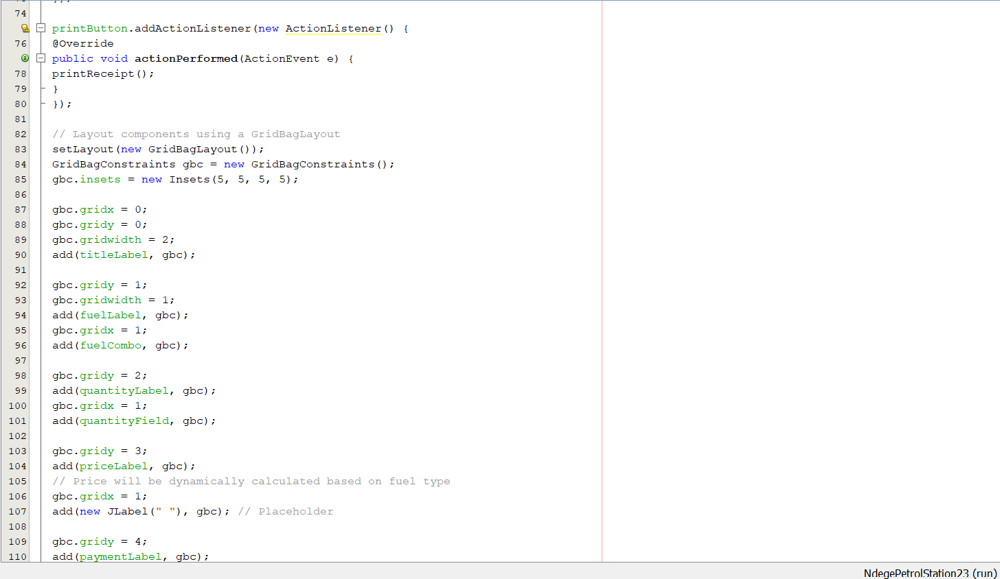 74
printButton.addActionListener(new ActionListener() {
76 @Override
public void actionPerformed(ActionEvent e) {
78 printReceipt();
79 }
80 });
81
82 // Layout components using a GridBagLayout
83 setLayout(new GridBagLayout());
84 GridBagConstraints gbc = new GridBagConstraints();
85 gbc.insets = new Insets(5, 5, 5, 5);
86
87 gbc.gridx = 0;
88 gbc.gridy = 0;
89 gbc.gridwidth = 2;
90 add(titleLabel, gbc);
91
92 gbc.gridy = 1;
93 gbc.gridwidth = 1;
94 add(fuelLabel, gbc);
95 gbc.gridx = 1;
96 add(fuelCombo, gbc);
97
98 gbc.gridy = 2;
99 add(quantityLabel, gbc);
100 gbc.gridx = 1;
101 add(quantityField, gbc);
102
103 gbc.gridy = 3;
104 add(priceLabel, gbc);
105 // Price will be dynamically calculated based on fuel type
106 gbc.gridx = 1;
107 add(new JLabel(" "), gbc); // Placeholder
108
109 gbc.gridy = 4;
110 add(paymentLabel, gbc);
NdegePetrolStation23 (run)